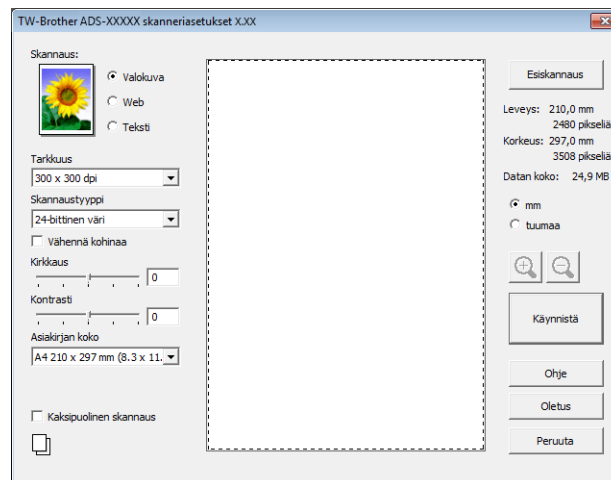 TW-Brother ADS-XXXXX skanneriasetukset X.XX
Skannaus:
Valokuva
Web
Teksti
Tarkkuus
300 x 300 dpi
Skannaustyyppi
24-bittinen väri
Vähennä kohinaa
Kirkkaus
0
Kontrasti
0
Asiakirjan koko
A4 210 x 297 mm (8.3 x 11.
Kaksipuolinen skannaus
Esiskannaus
Leveys: 210,0 mm
2480 pikseliä
Korkeus: 297,0 mm
3508 pikseliä
Datan koko: 24,9 MB
mm
tuumaa
Käynnistä
Ohje
Oletus
Peruuta